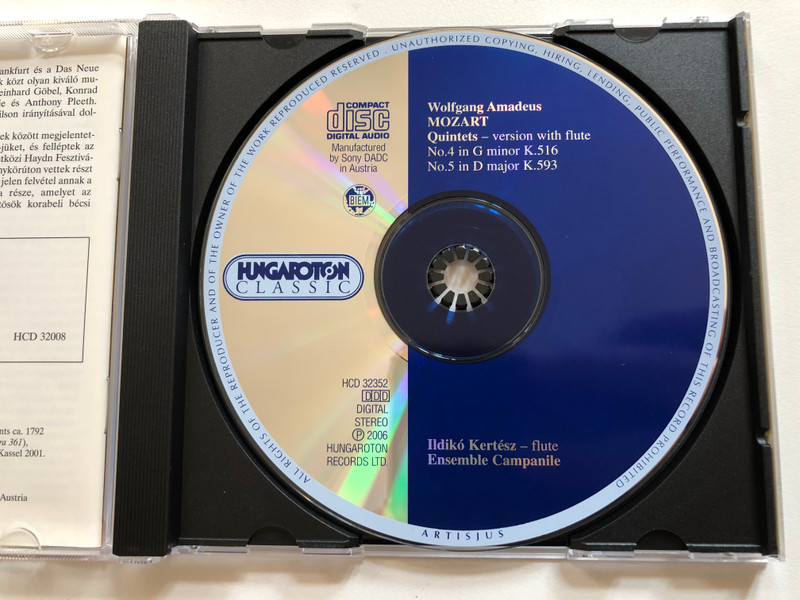 ankfurt és a Das Neue
k közt olyan kiváló mu-
einhard Göbel, Konrad
je és Anthony Pleeth.
ilson irányításával dol-
ek között megjelentet-
-jüket, és felléptek az
tközi Haydn Fesztivá-
nykörúton vettek részt
jelen felvétel annak a
a része, amelyet az
tősök korabeli bécsi
HCD 32008
nts ca. 1792
ra 361),
Kassel 2001.
Austria
ALL RIGHTS OF THE REPRODUCER AND OF THE OWNER OF THE WORK REPRODUCED RESERVED . UNAUTHORIZED COPYING, HIRING, LENDING, PUBLIC PERFORMANCE AND BROADCASTING OF THIS RECORD PROHIBITED
COMPACT
disc
DIGITAL AUDIO
Manufactured
by Sony DADC
in Austria
BIEM
HUNGAROTON
CLASSIC
HCD 32352
DDD
DIGITAL
STEREO
℗ 2006
HUNGAROTON
RECORDS LTD.
Wolfgang Amadeus
MOZART
Quintets – version with flute
No.4 in G minor K.516
No.5 in D major K.593
Ildikó Kertész – flute
Ensemble Campanile
ARTISJUS